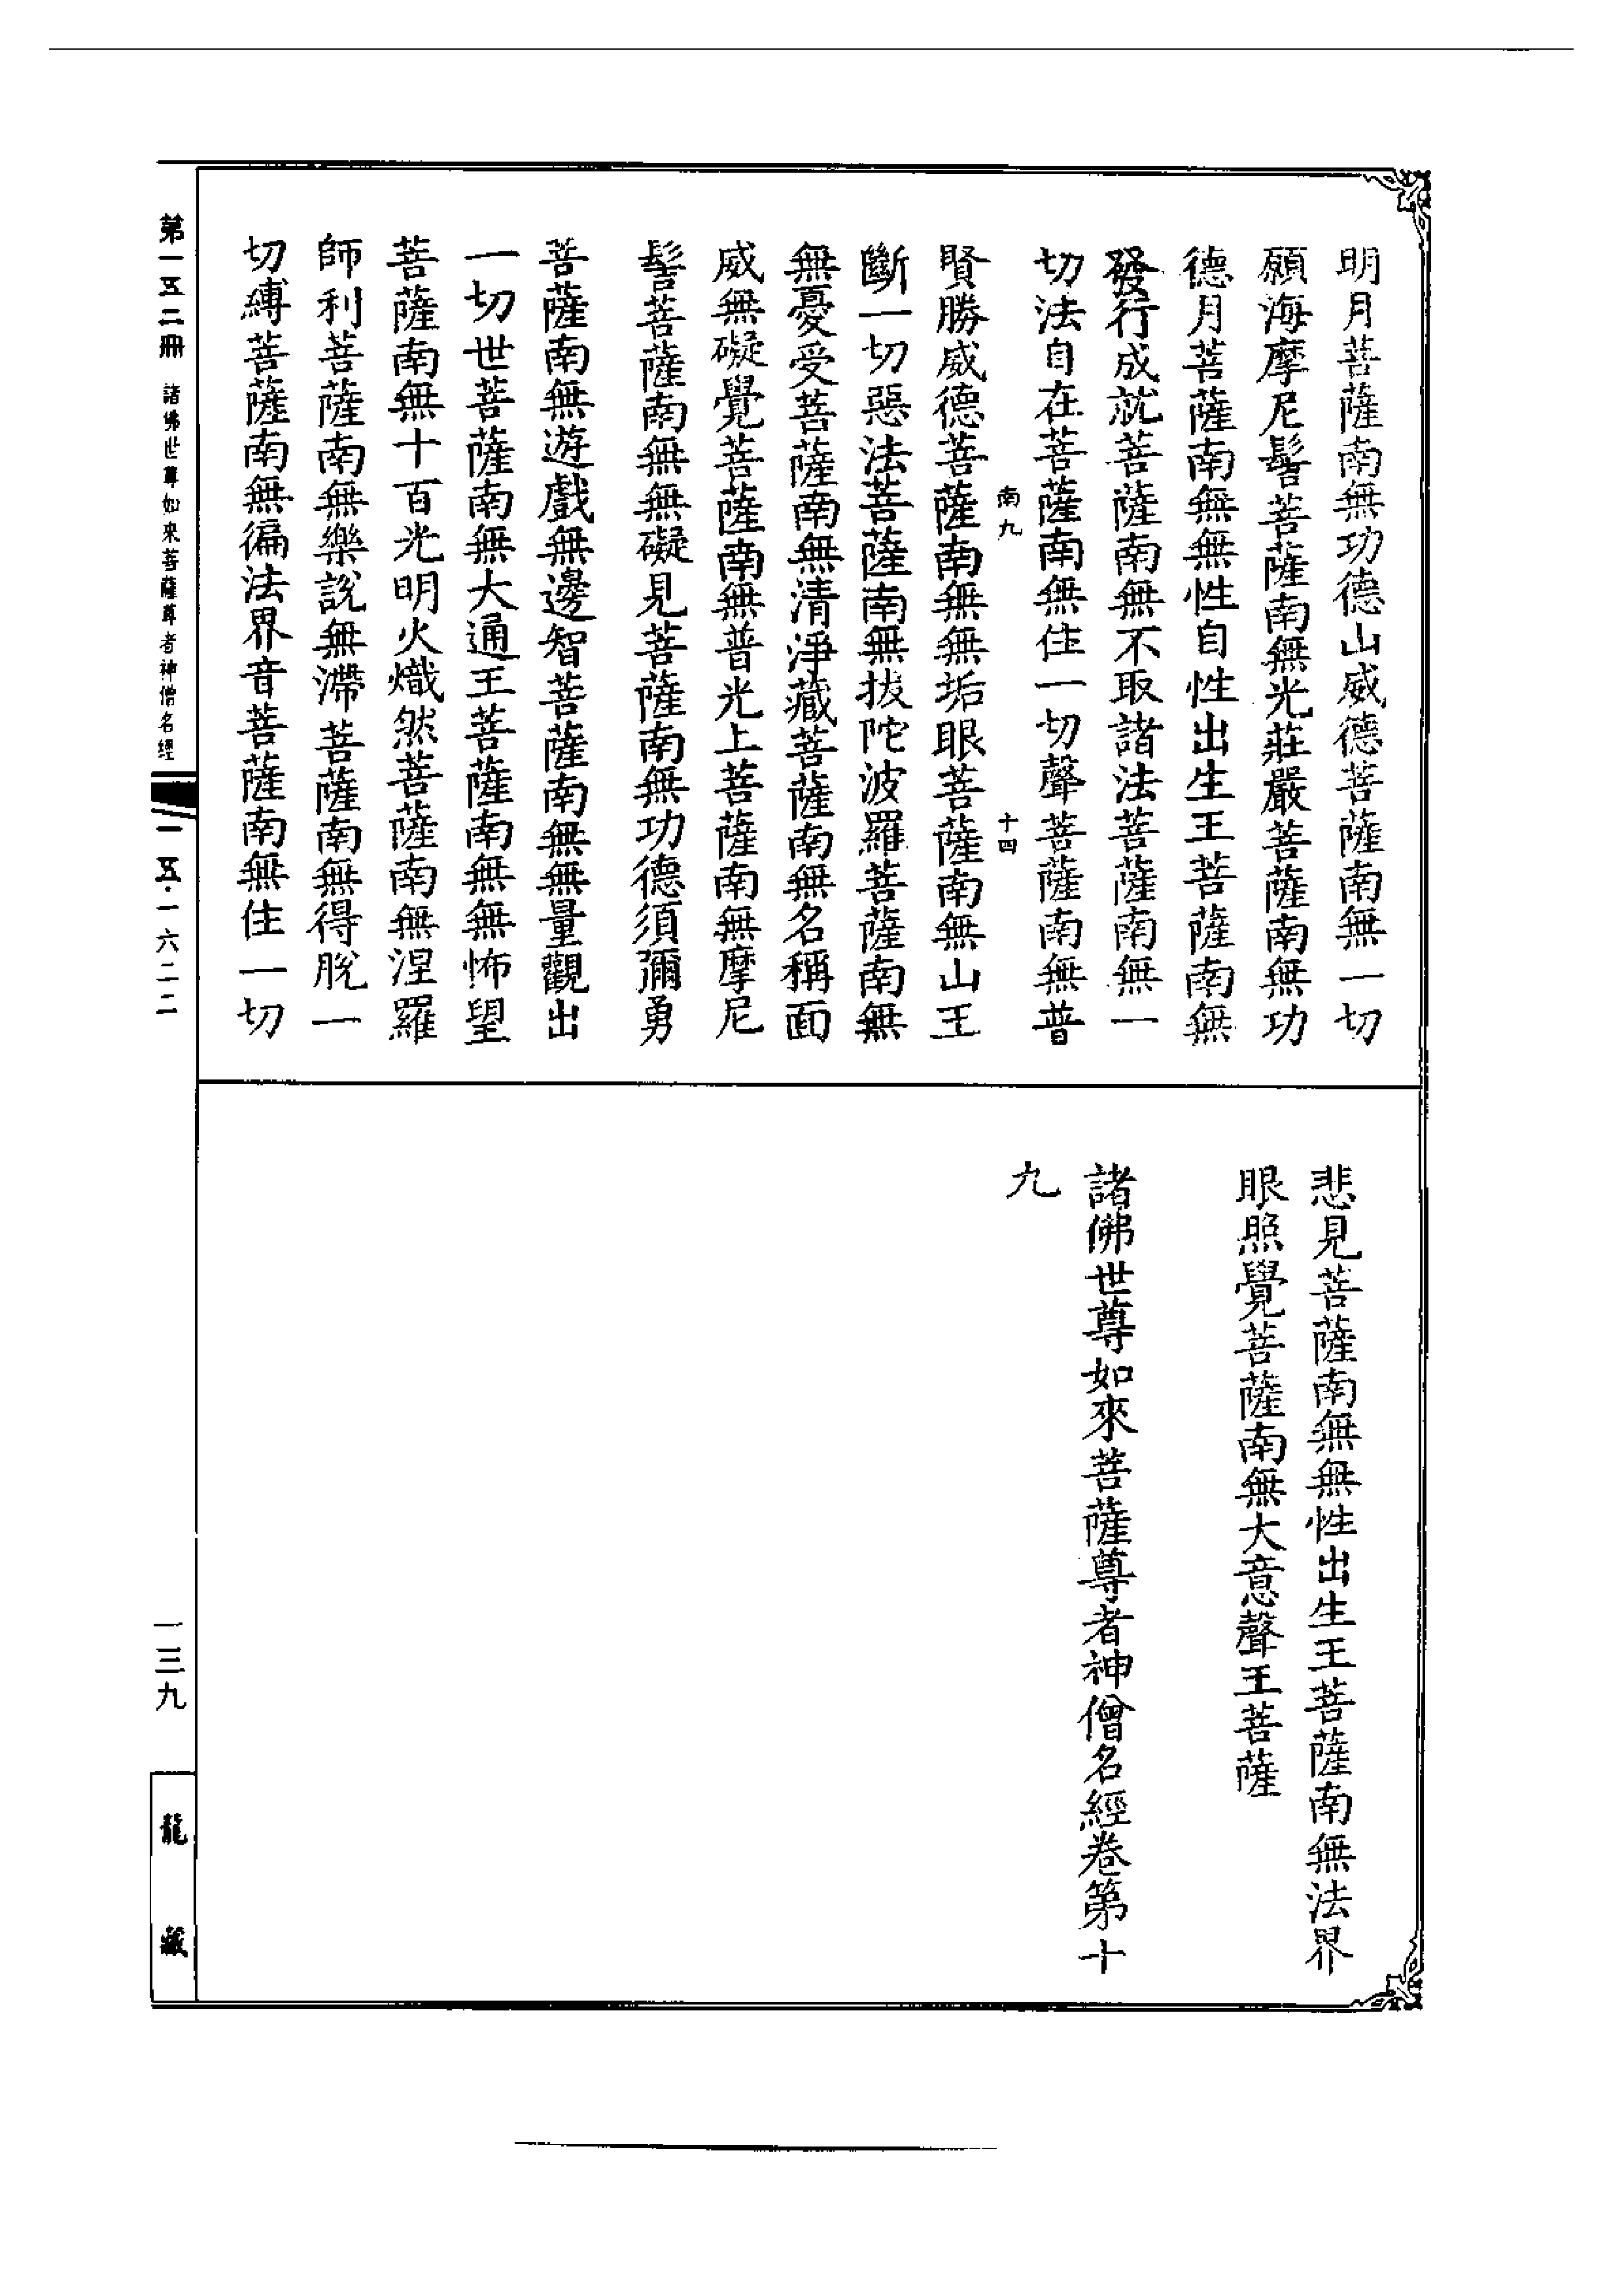 明月菩薩南無功德山威德菩薩南無一切
願海摩尼髻菩薩南無光莊嚴菩薩南無功
德月菩薩南無無性自性出生王菩薩南無
發行成就菩薩南無不取諸法菩薩南無一
切法自在菩薩南無住一切聲菩薩南無普
南九　十四
賢勝威德菩薩南無無垢眼菩薩南無山王
斷一切惡法菩薩南無拔陀波羅菩薩南無
無憂受菩薩南無清淨藏菩薩南無名稱面
威無礙覺菩薩南無普光上菩薩南無摩尼
髻菩薩南無無礙見菩薩南無功德須彌勇
菩薩南無遊戲無邊智菩薩南無無量觀出
一切世菩薩南無大通王菩薩南無無怖望
菩薩南無十百光明火熾然菩薩南無涅羅
師利菩薩南無樂說無滯菩薩南無得脫一
切縛菩薩南無徧法界音菩薩南無住一切
悲見菩薩南無無性出生王菩薩南無法界
眼照覺菩薩南無大意聲王菩薩
諸佛世尊如來菩薩尊者神僧名經卷第十
九
第一五二冊　諸佛世尊如來菩薩尊者神僧名經　一五·一六二二
一三九
龍藏